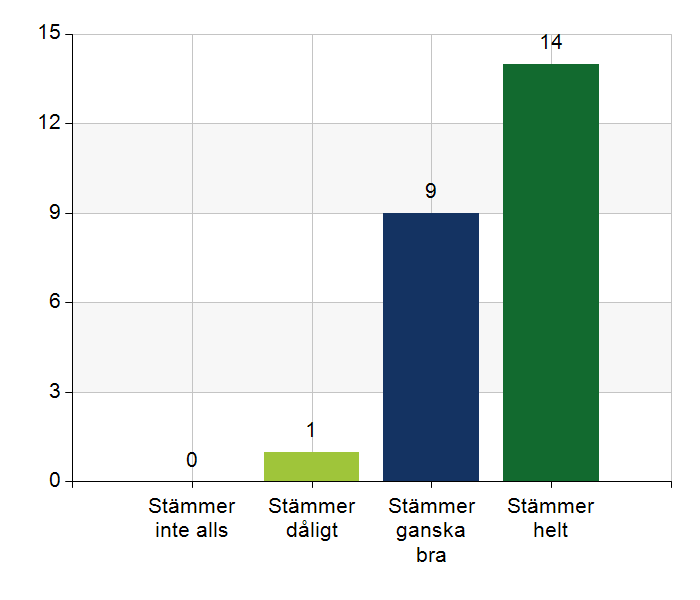 15
14
12
9
9
6
3
1
0
0
Stämmer inte alls
Stämmer dåligt
Stämmer ganska bra
Stämmer helt